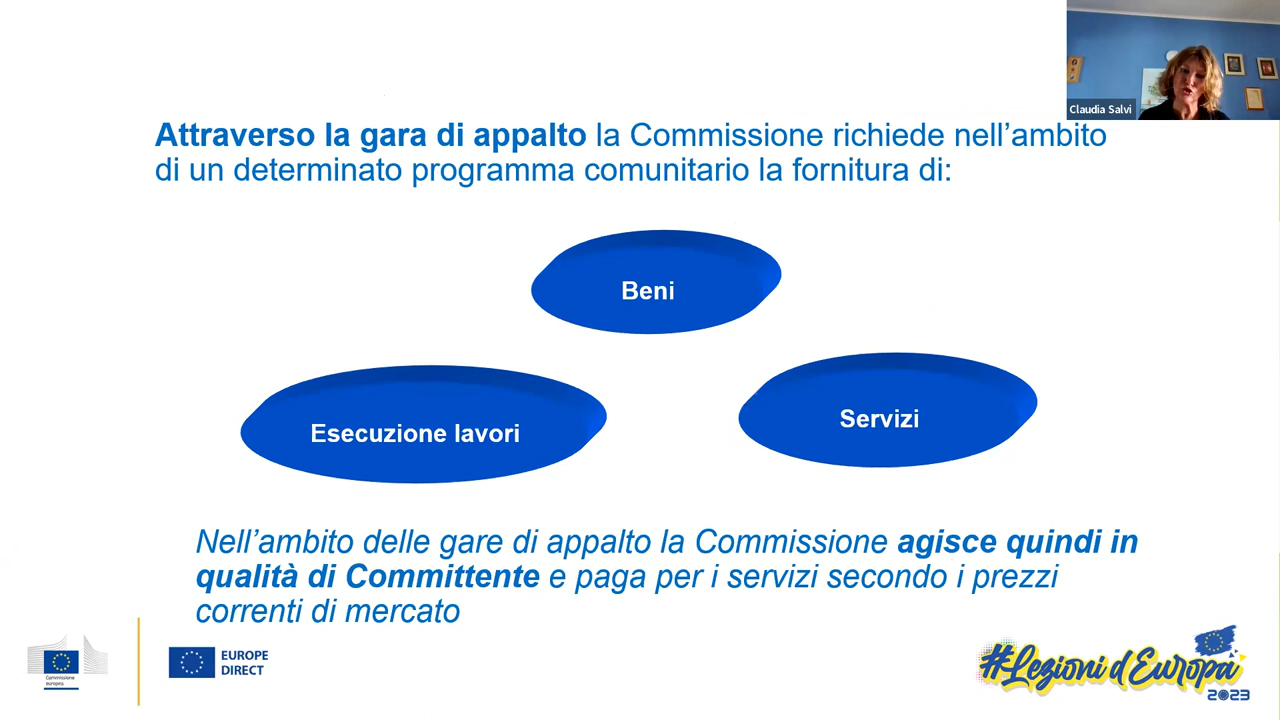 Claudia Salvi
Attraverso la gara di appalto la Commissione richiede nell’ambito
di un determinato programma comunitario la fornitura di:
Beni
Esecuzione lavori
Servizi
Nell’ambito delle gare di appalto la Commissione agisce quindi in
qualità di Committente e paga per i servizi secondo i prezzi
correnti di mercato
Commissione
europea
EUROPE
DIRECT
#Lezioni d'Europa
2023